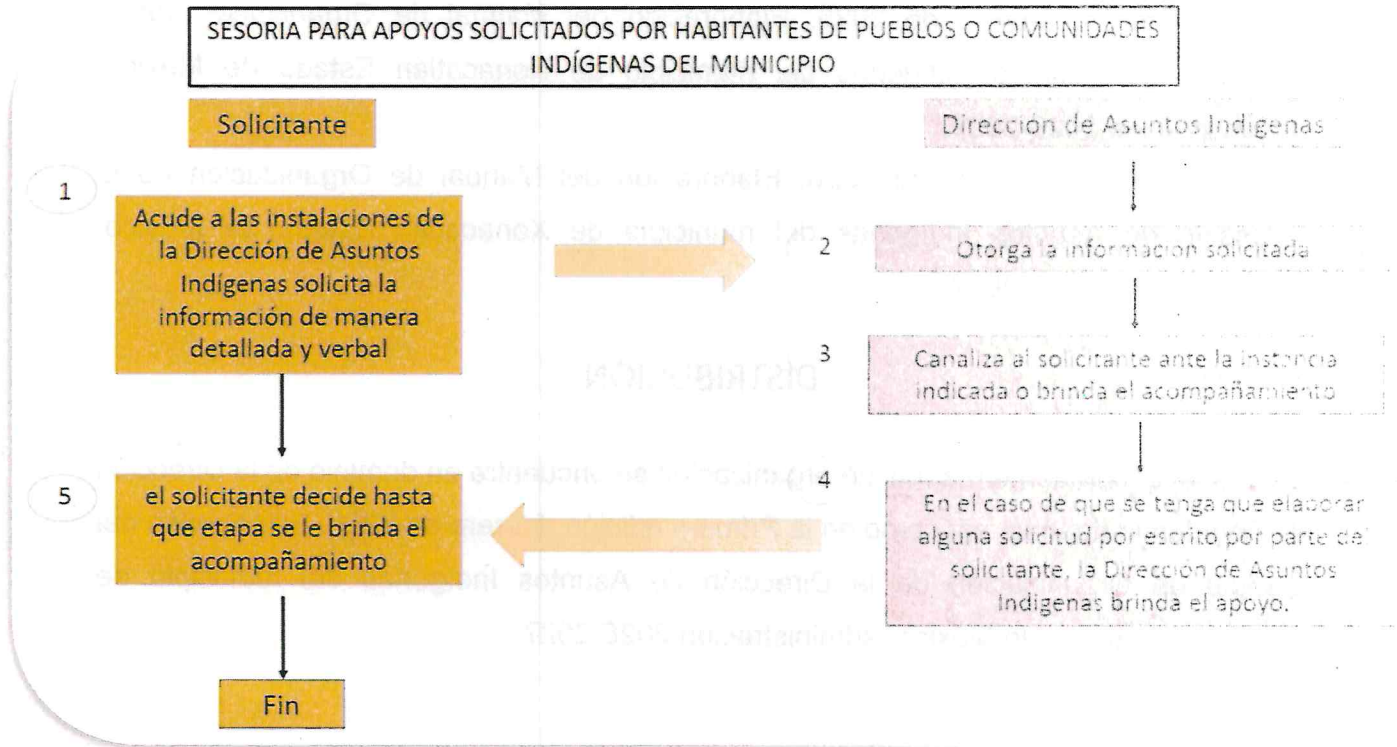 SESORIA PARA APOYOS SOLICITADOS POR HABITANTES DE PUEBLOS O COMUNIDADES
INDÍGENAS DEL MUNICIPIO
Solicitante
Dirección de Asuntos Indigenas
1
Acude a las instalaciones de
la Dirección de Asuntos
Indígenas solicita la
información de manera
detallada y verbal
2
Otorga la información solicitada
3
Canaliza al solicitante ante la instancia
indicada o brinda el acompañamiento
4
En el caso de que se tenga que elaborar
alguna solicitud por escrito por parte del
solicitante, la Dirección de Asuntos
Indigenas brinda el apoyo.
5
el solicitante decide hasta
que etapa se le brinda el
acompañamiento
Fin